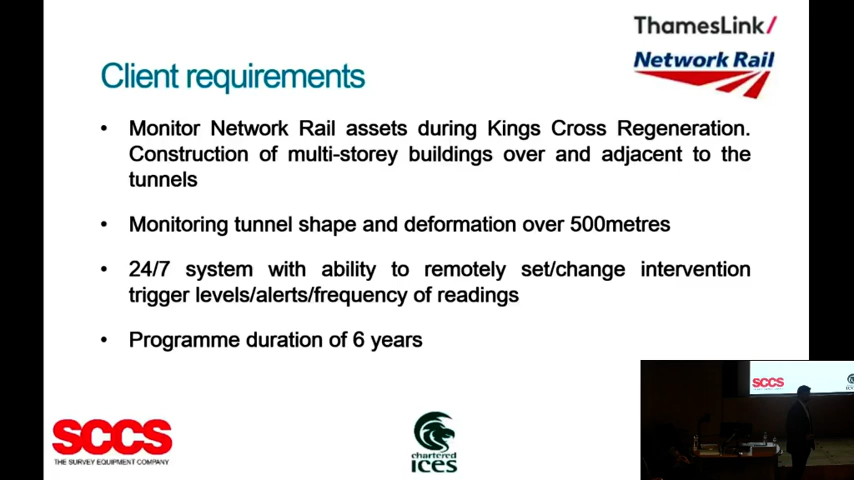 ThamesLink/
Network Rail
Client requirements
• Monitor Network Rail assets during Kings Cross Regeneration.
Construction of multi-storey buildings over and adjacent to the
tunnels
• Monitoring tunnel shape and deformation over 500metres
• 24/7 system with ability to remotely set/change intervention
trigger levels/alerts/frequency of readings
• Programme duration of 6 years
SCCS
THE SURVEY EQUIPMENT COMPANY
chartered
ICES
SCCS